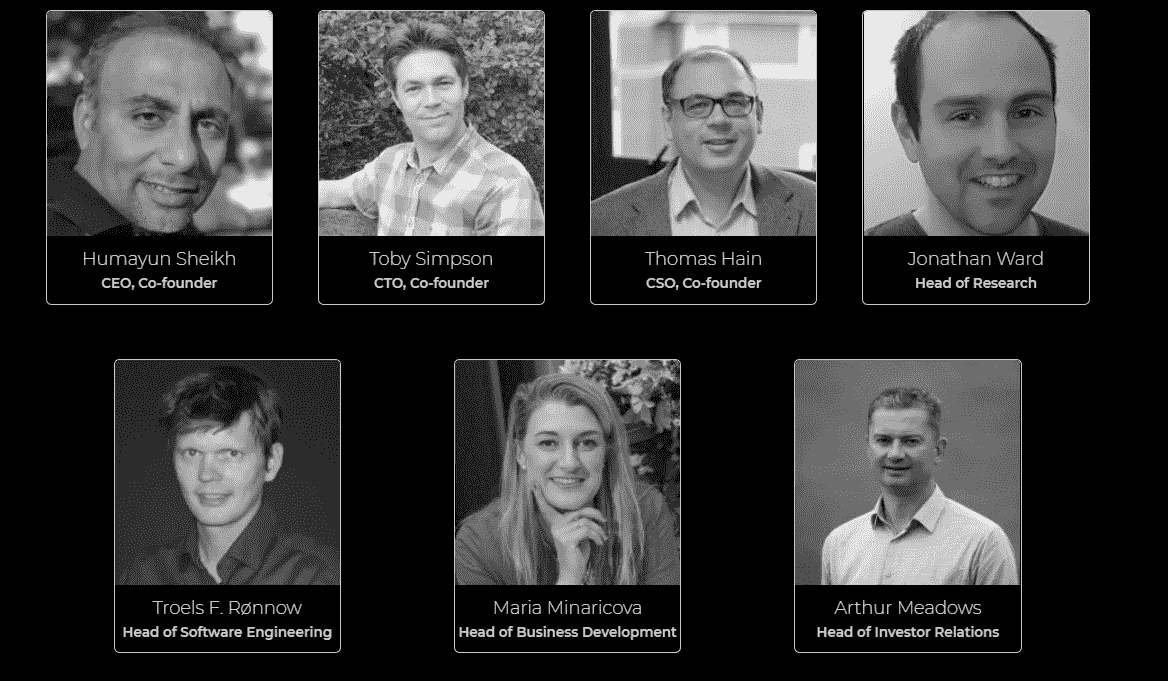 Humayun Sheikh
CEO, Co-founder
Toby Simpson
CTO, Co-founder
Thomas Hain
CSO, Co-founder
Jonathan Ward
Head of Research
Troels F. Rønnow
Head of Software Engineering
Maria Minaricova
Head of Business Development
Arthur Meadows
Head of Investor Relations